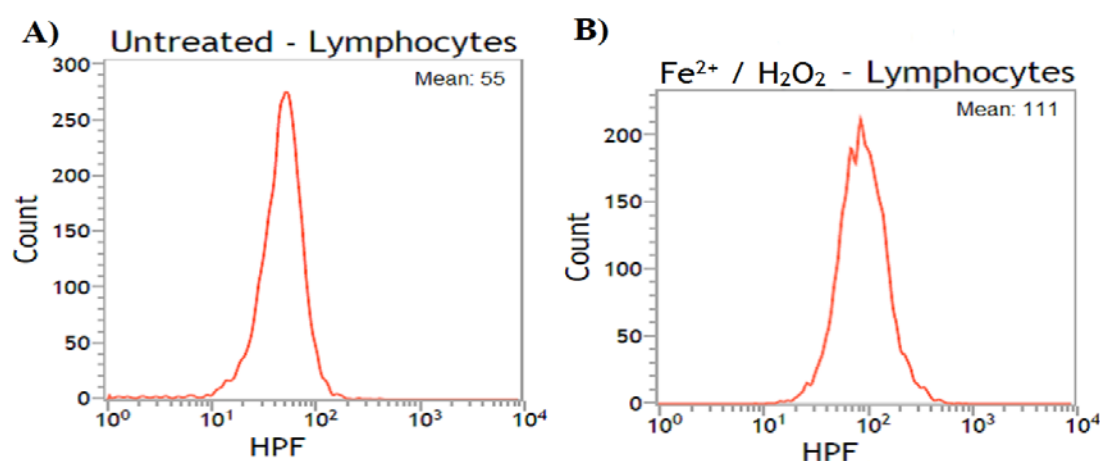 A)
Untreated - Lymphocytes
Mean: 55
300
250
200
150
100
50
0
Count
10⁰ 10¹ 10² 10³ 10⁴
HPF
B)
Fe²⁺ / H₂O₂ - Lymphocytes
Mean: 111
200
150
100
50
0
Count
10⁰ 10¹ 10² 10³ 10⁴
HPF